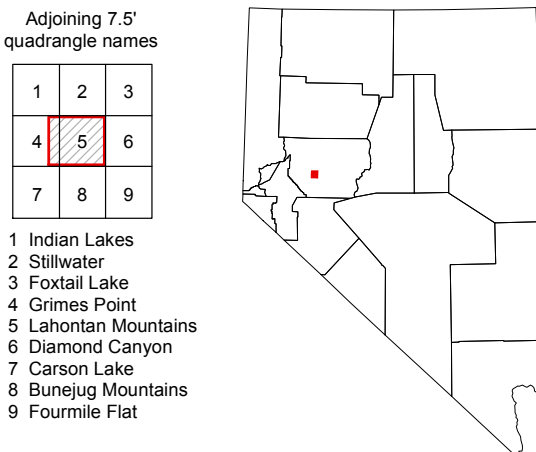 Adjoining 7.5'
quadrangle names
1 2 3
4 5 6
7 8 9
1 Indian Lakes
2 Stillwater
3 Foxtail Lake
4 Grimes Point
5 Lahontan Mountains
6 Diamond Canyon
7 Carson Lake
8 Bunejug Mountains
9 Fourmile Flat